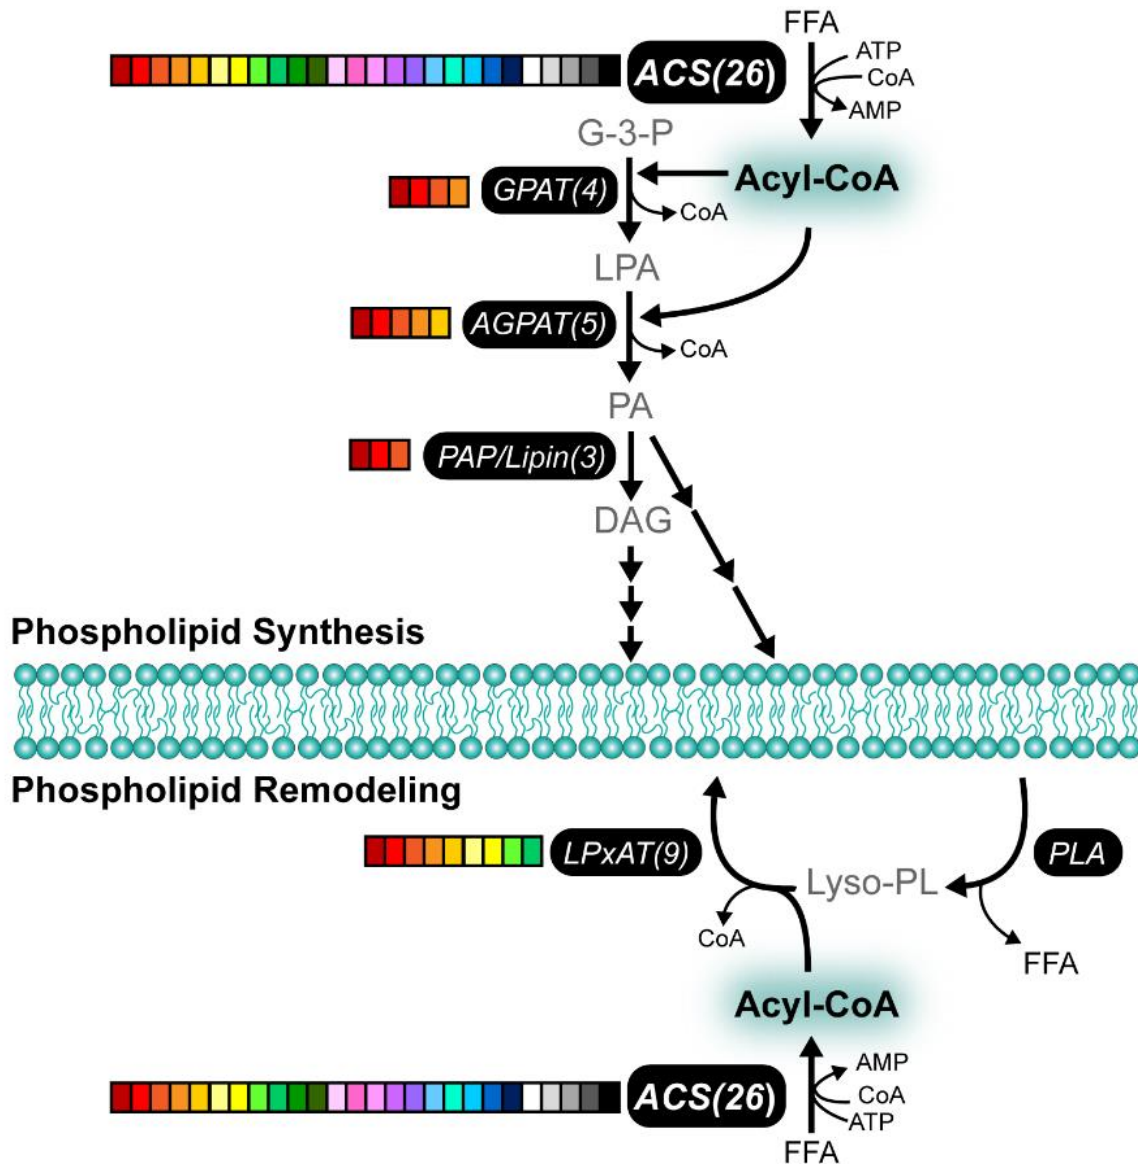 FFA
ATP
ACS(26)
CoA
AMP
G-3-P
Acyl-CoA
GPAT(4)
CoA
LPA
AGPAT(5)
CoA
PA
PAP/Lipin(3)
DAG
Phospholipid Synthesis
Phospholipid Remodeling
LPxAT(9)
PLA
Lyso-PL
CoA
FFA
Acyl-CoA
AMP
ACS(26)
CoA
ATP
FFA